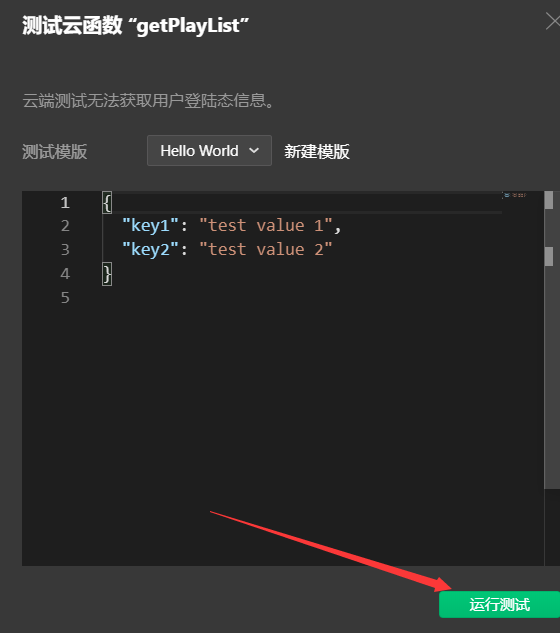 测试云函数 “getPlayList”
云端测试无法获取用户登陆态信息。
测试模版 Hello World 新建模版
1 {
2 "key1": "test value 1",
3 "key2": "test value 2"
4 }
5
运行测试